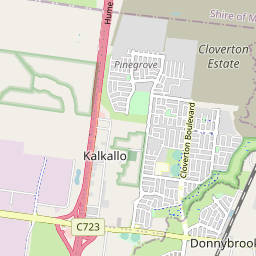 Hume
Shire of M
Cloverton
Estate
Pinegrove
Cloverton Boulevard
Kalkallo
C723
Donnybrook